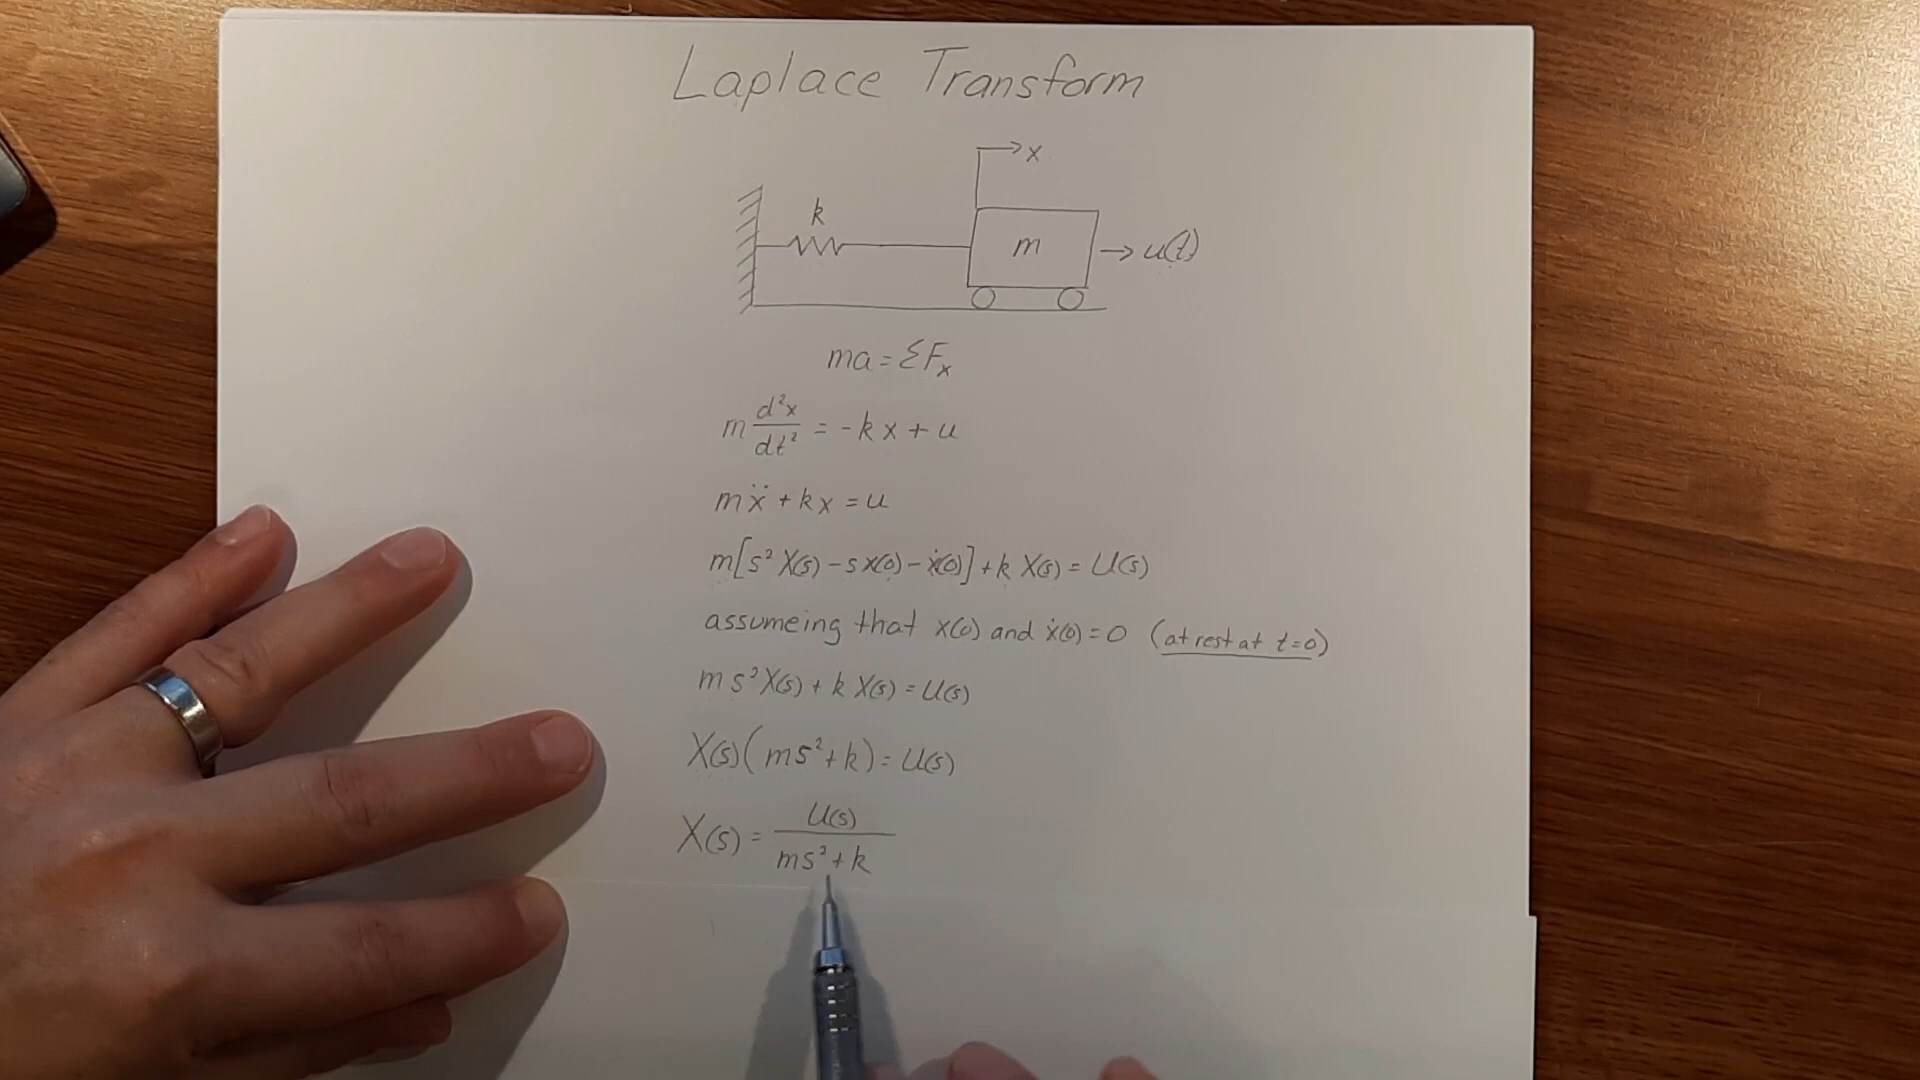 Laplace Transform
x
k
m
u(t)
ma = ΣFₓ
m d²x/dt² = -kx + u
mẍ + kx = u
m[s²X(s) - sx(0) - ẋ(0)] + kX(s) = U(s)
assumeing that x(0) and ẋ(0) = 0 (at rest at t=0)
ms²X(s) + kX(s) = U(s)
X(s)(ms² + k) = U(s)
X(s) = U(s)/(ms² + k)